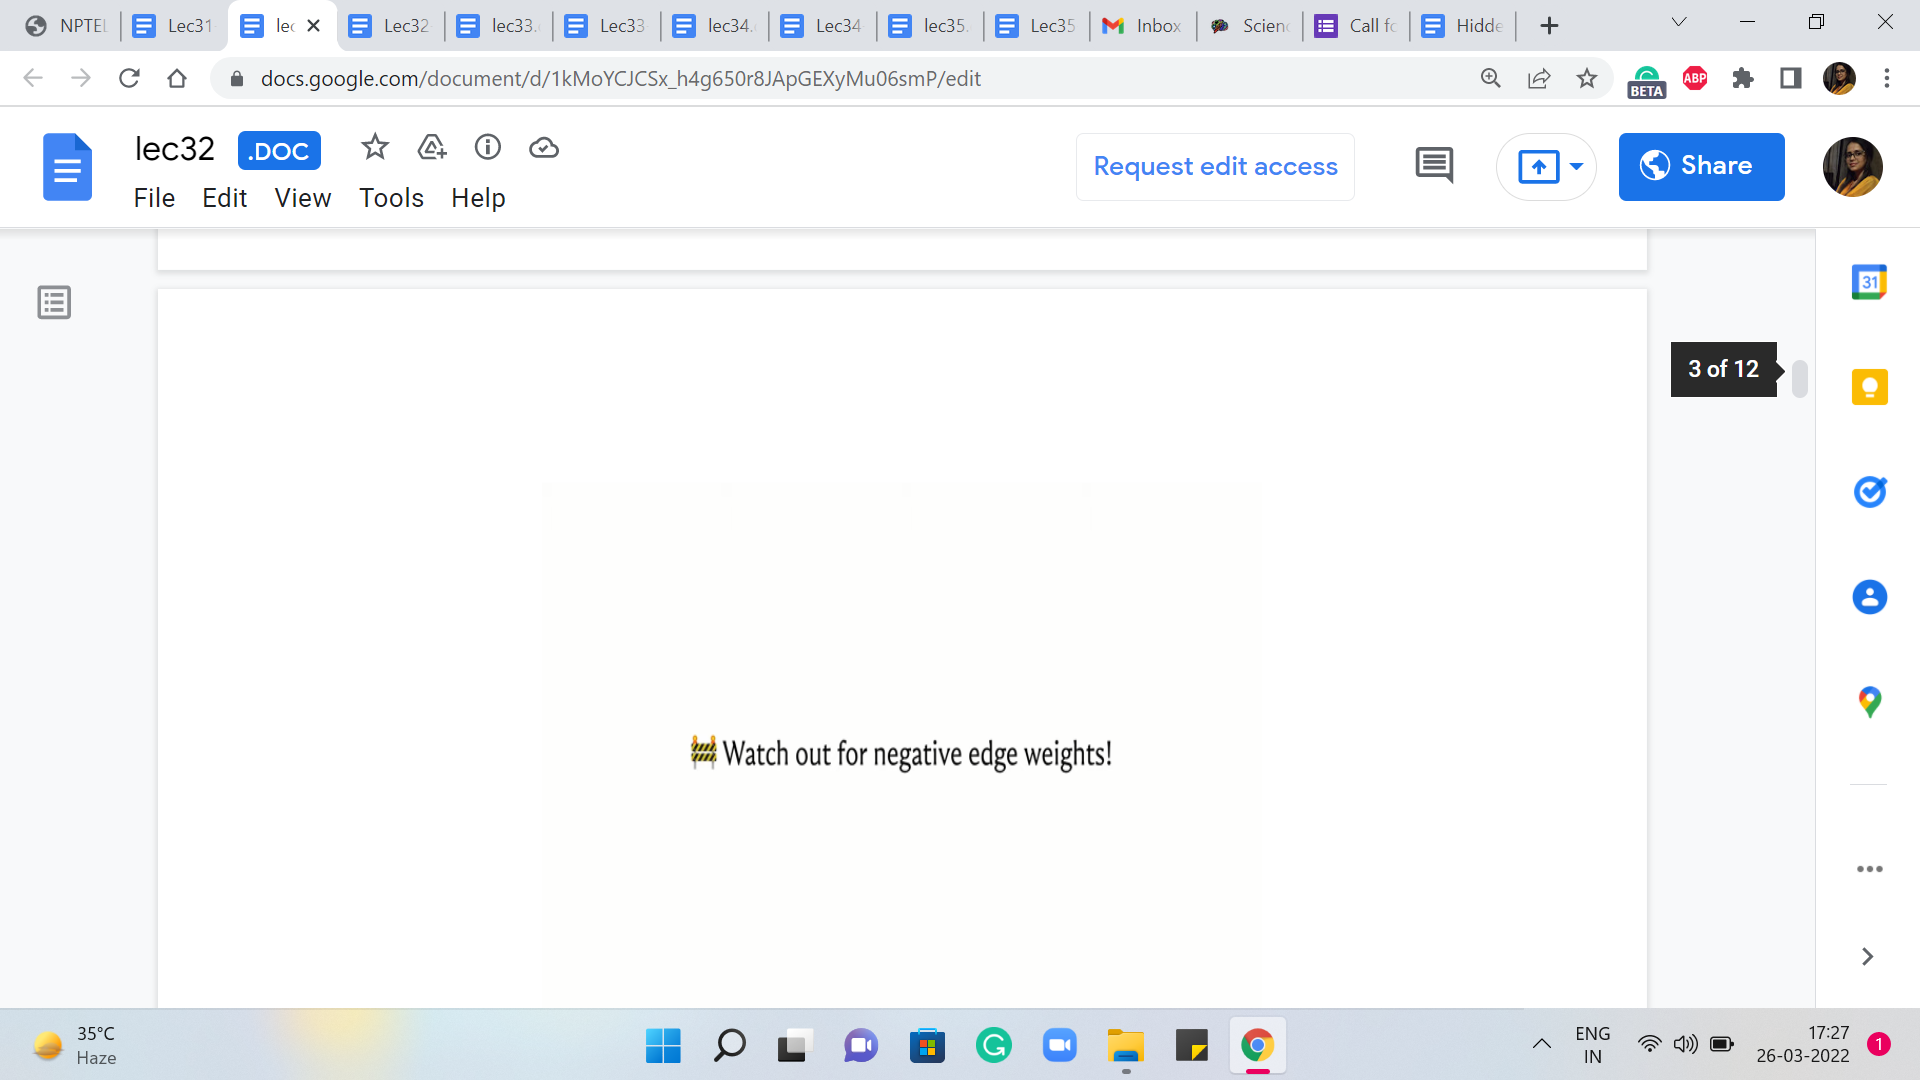 NPTEL
Lec31
lec
Lec32
lec33.
Lec33
lec34.
Lec34
lec35.
Lec35
Inbox
Scienc
Call fo
Hidde
docs.google.com/document/d/1kMoYCJCSx_h4g650r8JApGEXyMu06smP/edit
BETA
ABP
lec32 .DOC
File Edit View Tools Help
Request edit access
Share
31
3 of 12
🚧 Watch out for negative edge weights!
35°C
Haze
ENG
IN
17:27
26-03-2022
1